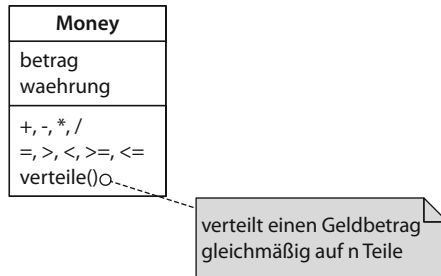 Money
betrag
waehrung
+, -, *, /
=, >, <, >=, <=
verteile()
verteilt einen Geldbetrag
gleichmäßig auf n Teile